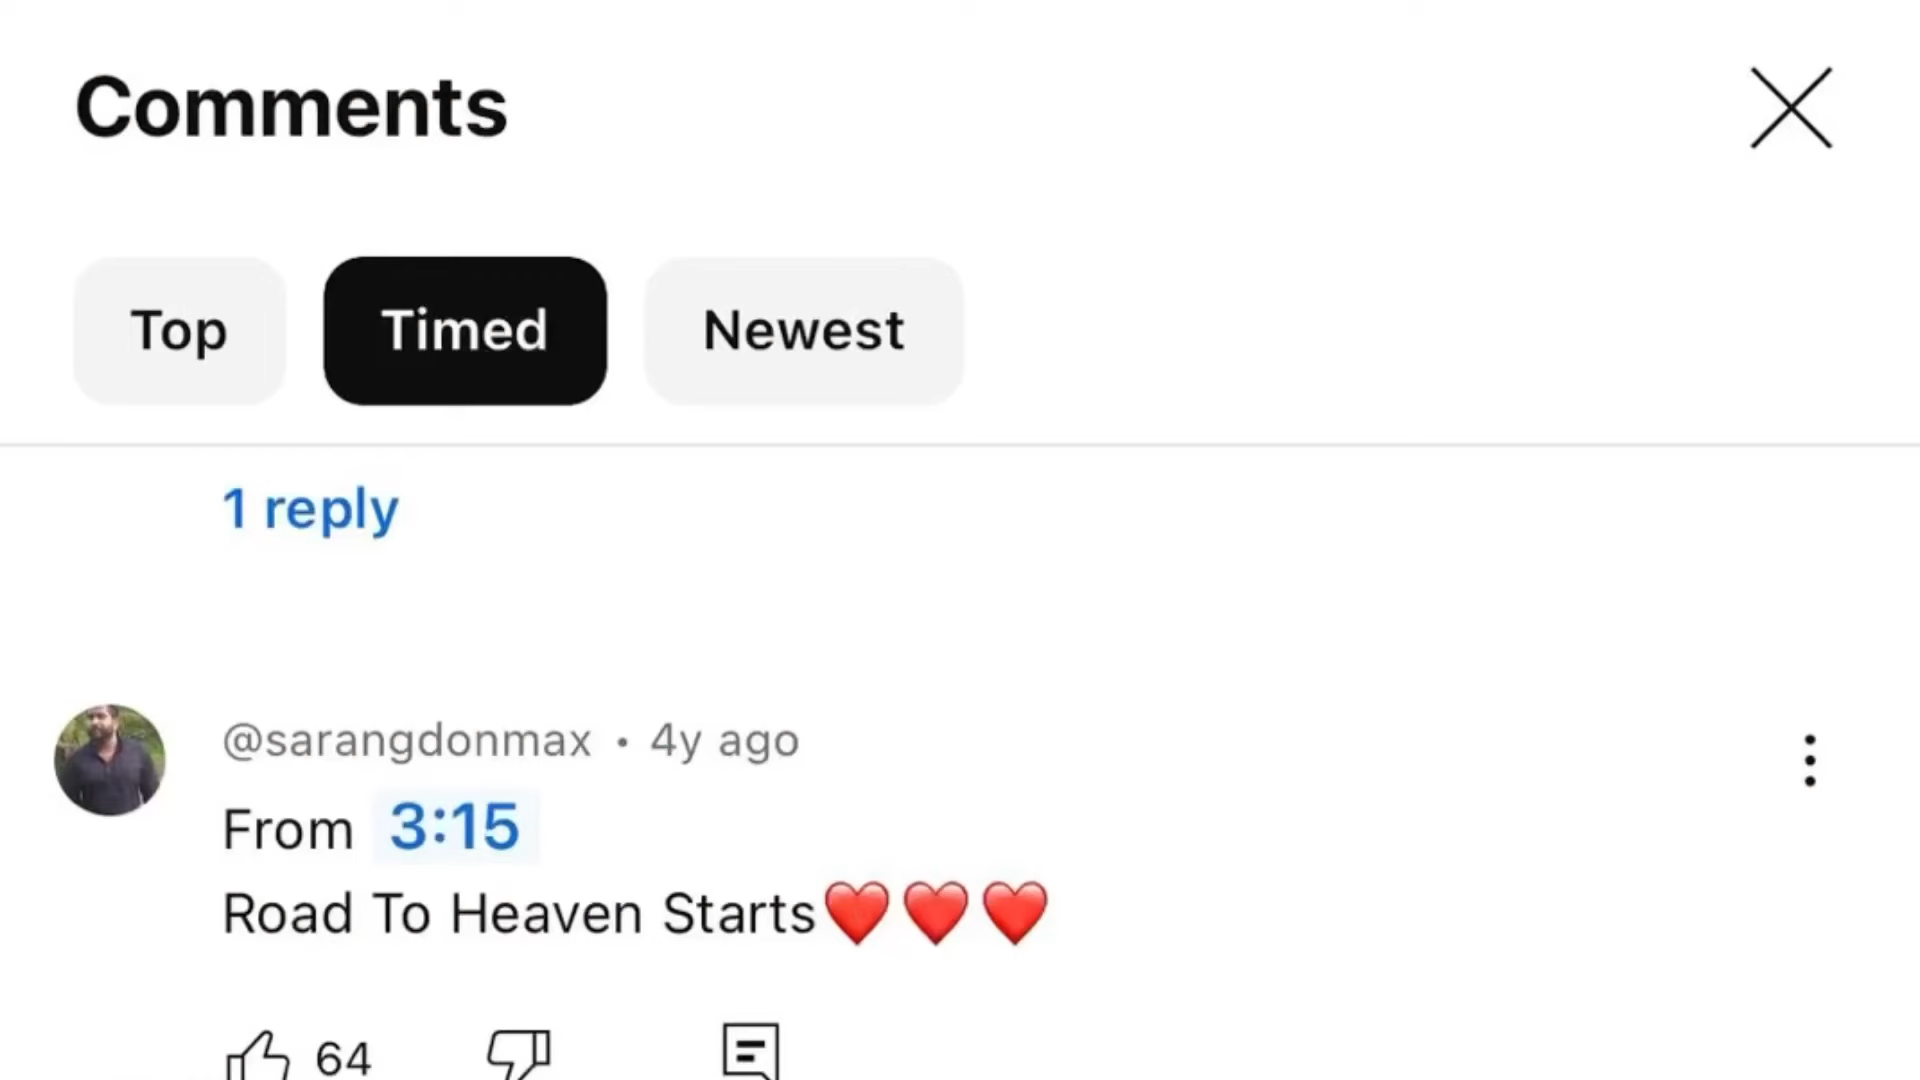 Comments
Top Timed Newest
1 reply
@sarangdonmax • 4y ago
From 3:15
Road To Heaven Starts❤️❤️❤️
64